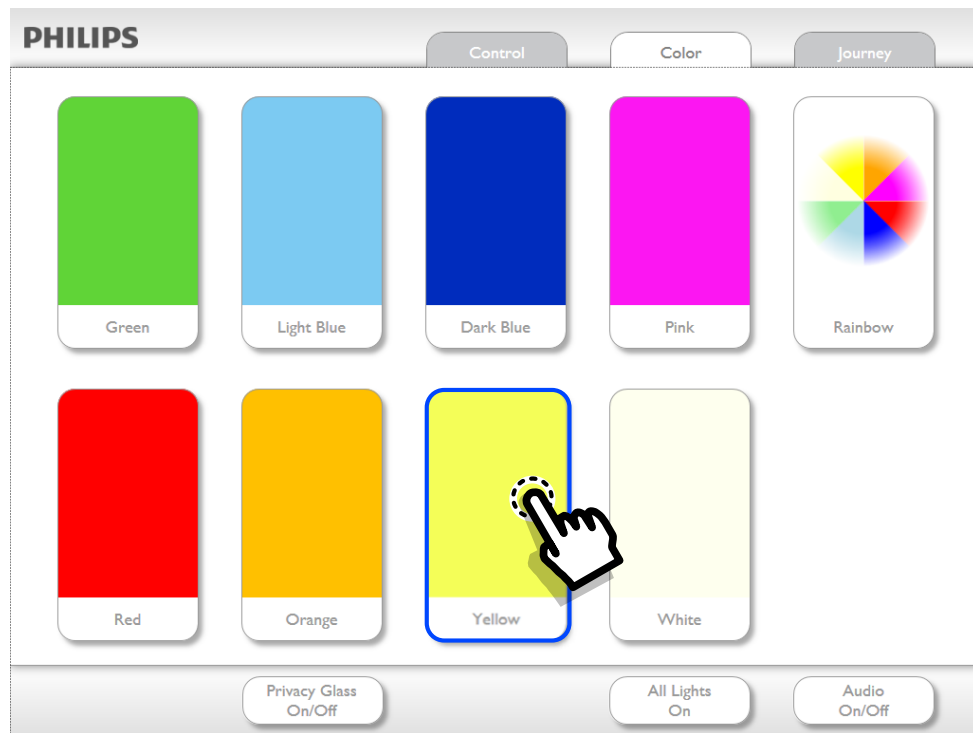 PHILIPS
Control
Color
Journey
Green
Light Blue
Dark Blue
Pink
Rainbow
Red
Orange
Yellow
White
Privacy Glass
On/Off
All Lights
On
Audio
On/Off